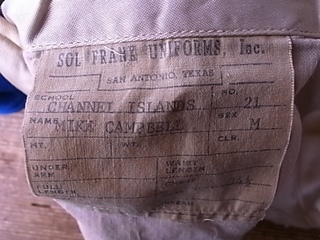 SOL FRANK UNIFORMS, Inc.
SAN ANTONIO, TEXAS
SCHOOL CHANNEL ISLANDS NO. 21
NAME MIKE CAMPBELL SEX M
HT. WT. CLR.
UNDER ARM WAIST LENGTH
FULL LENGTH